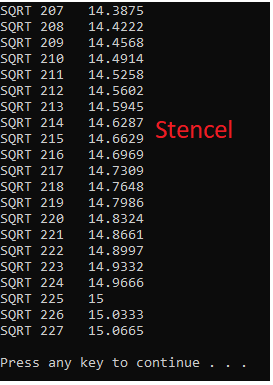 SQRT 207 14.3875
SQRT 208 14.4222
SQRT 209 14.4568
SQRT 210 14.4914
SQRT 211 14.5258
SQRT 212 14.5602
SQRT 213 14.5945
SQRT 214 14.6287
Stencel
SQRT 215 14.6629
SQRT 216 14.6969
SQRT 217 14.7309
SQRT 218 14.7648
SQRT 219 14.7986
SQRT 220 14.8324
SQRT 221 14.8661
SQRT 222 14.8997
SQRT 223 14.9332
SQRT 224 14.9666
SQRT 225 15
SQRT 226 15.0333
SQRT 227 15.0665
Press any key to continue . . .